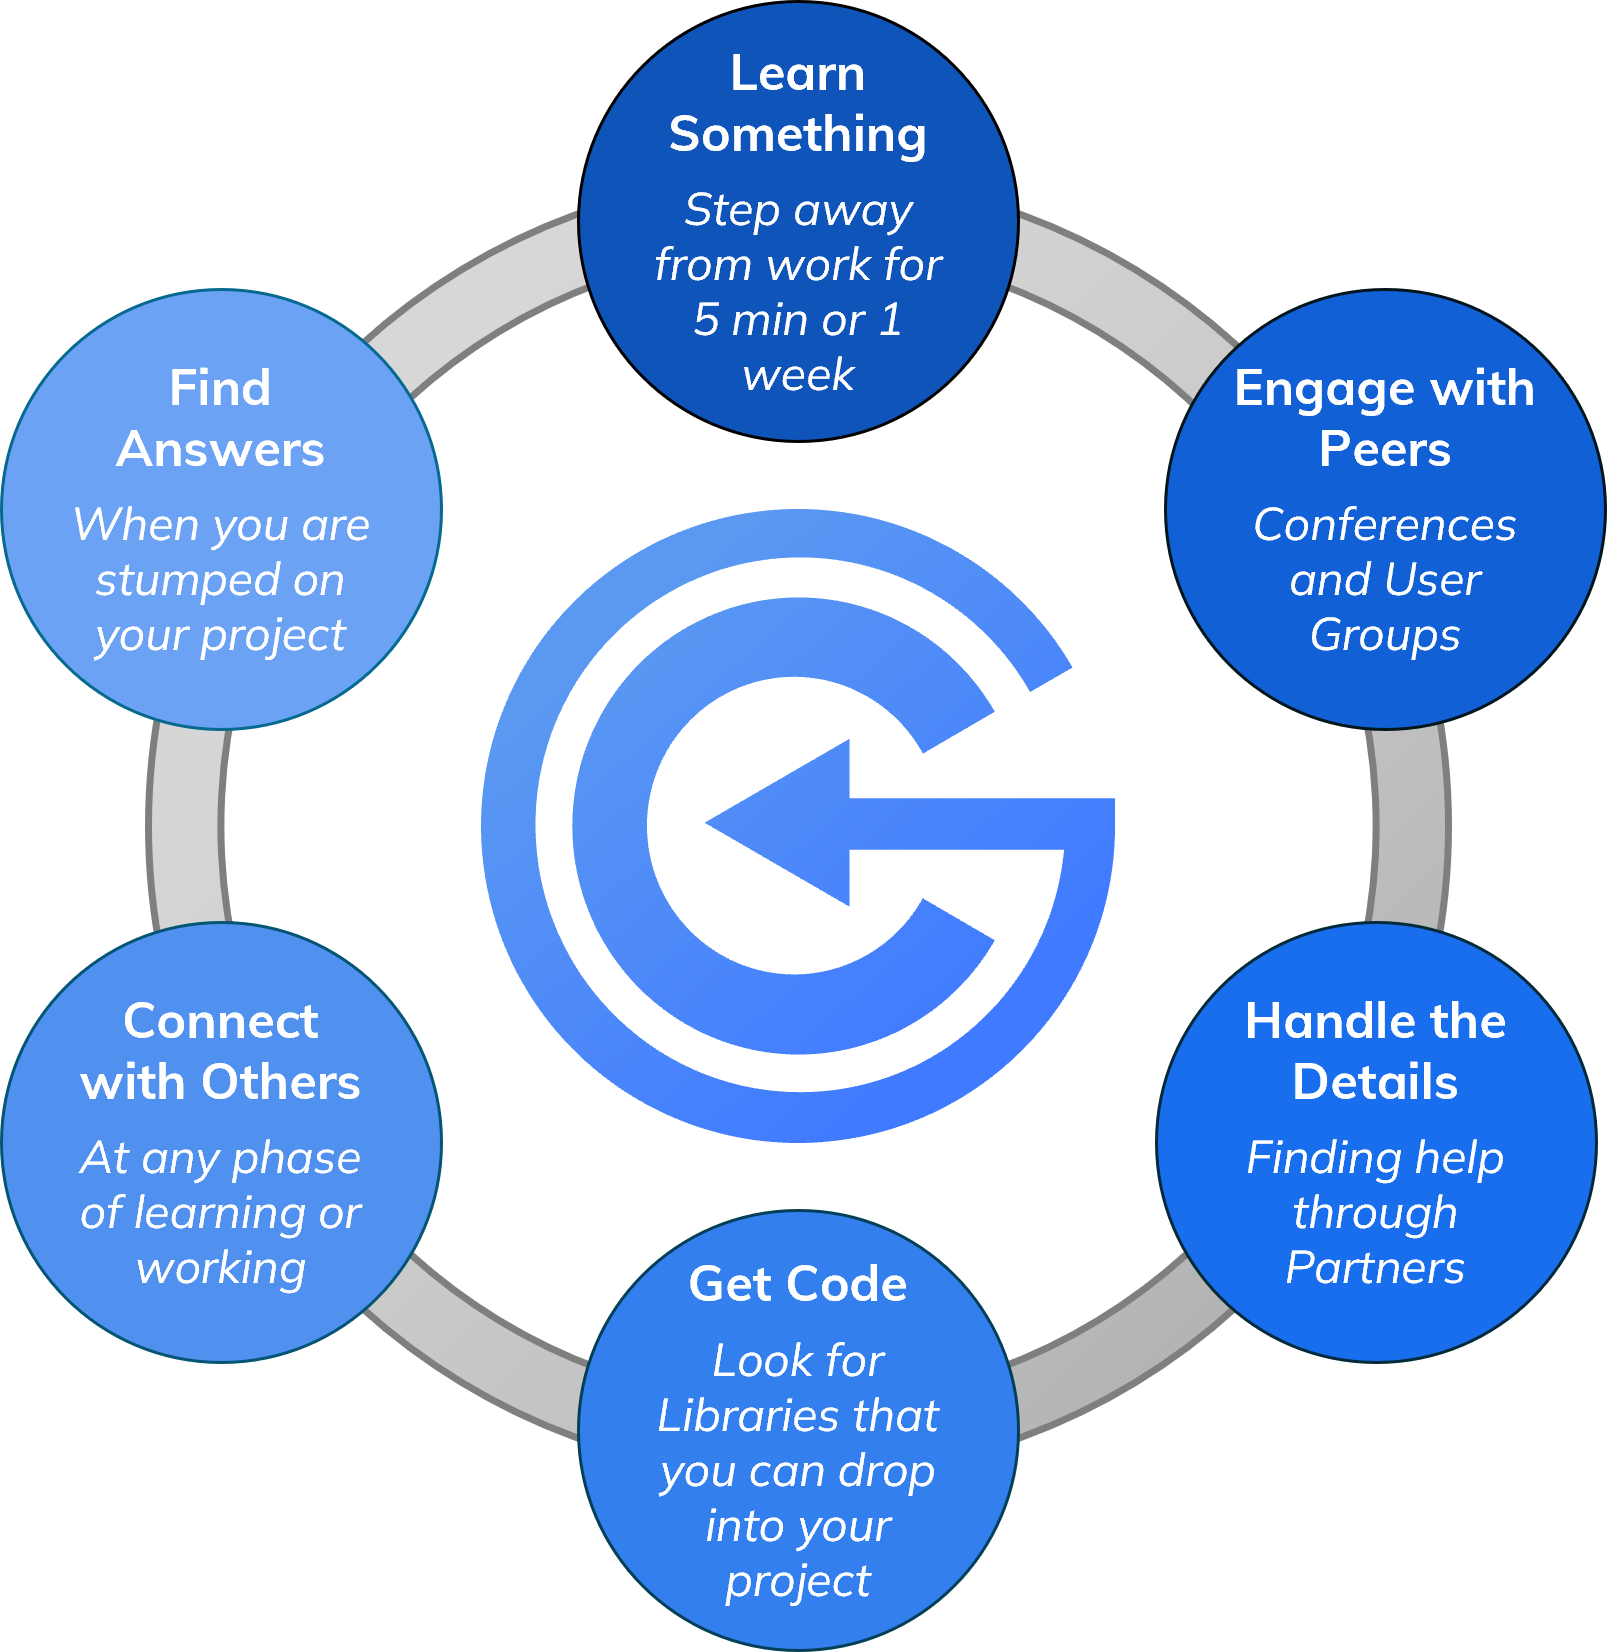 Learn
Something
Step away
from work for
5 min or 1
week
Engage with
Peers
Conferences
and User
Groups
Handle the
Details
Finding help
through
Partners
Get Code
Look for
Libraries that
you can drop
into your
project
Connect
with Others
At any phase
of learning or
working
Find
Answers
When you are
stumped on
your project